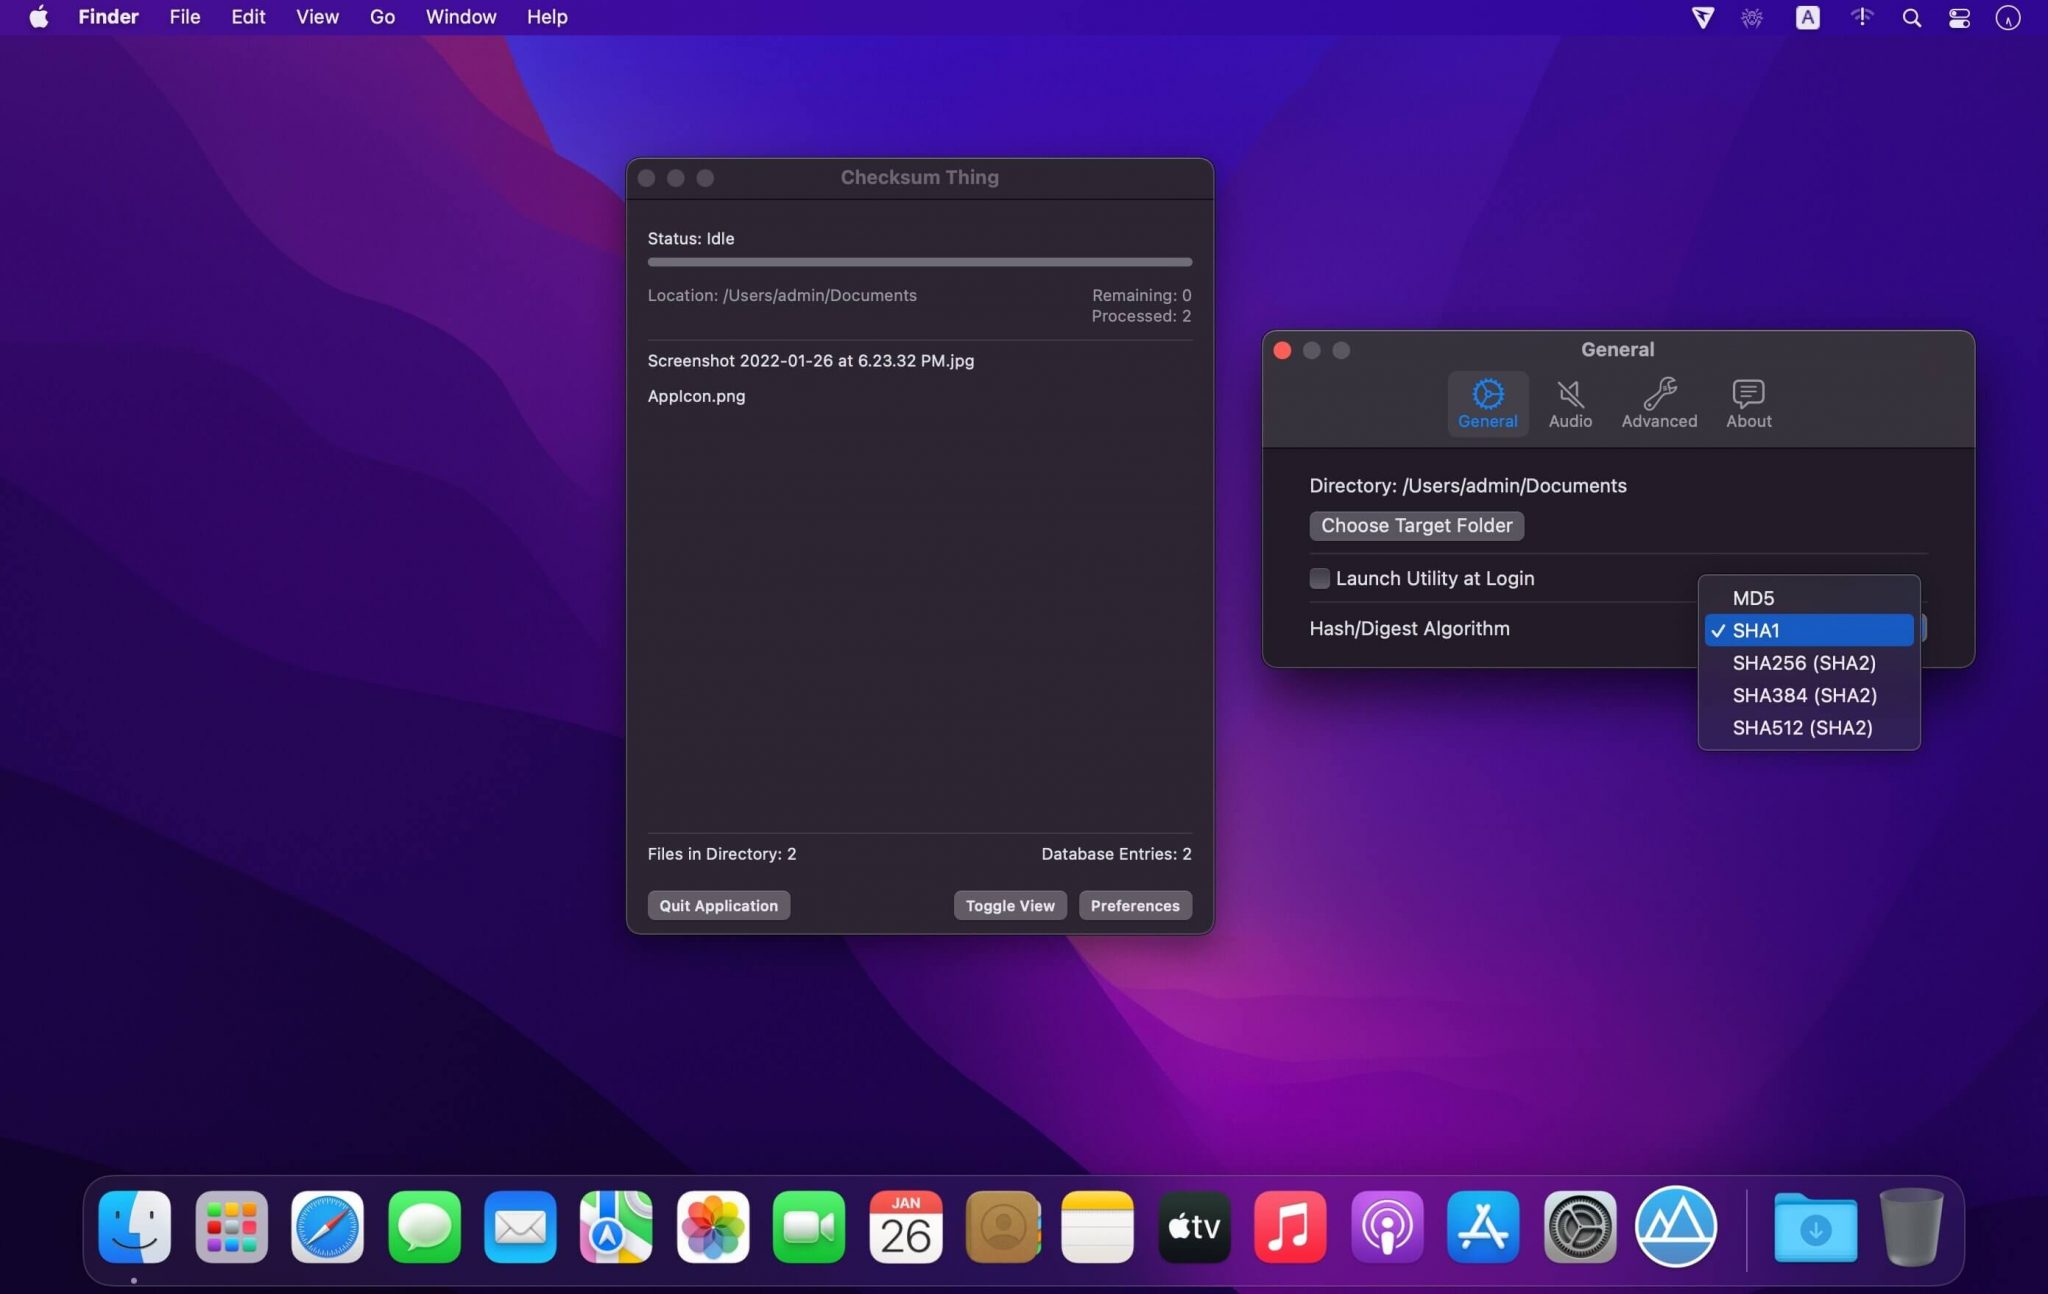 Finder File Edit View Go Window Help A
Checksum Thing
Status: Idle
Location: /Users/admin/Documents
Remaining: 0
Processed: 2
Screenshot 2022-01-26 at 6.23.32 PM.jpg
AppIcon.png
Files in Directory: 2
Database Entries: 2
Quit Application
Toggle View
Preferences
General
General
Audio
Advanced
About
Directory: /Users/admin/Documents
Choose Target Folder
Launch Utility at Login
Hash/Digest Algorithm
MD5
SHA1
SHA256 (SHA2)
SHA384 (SHA2)
SHA512 (SHA2)
JAN
26
tv